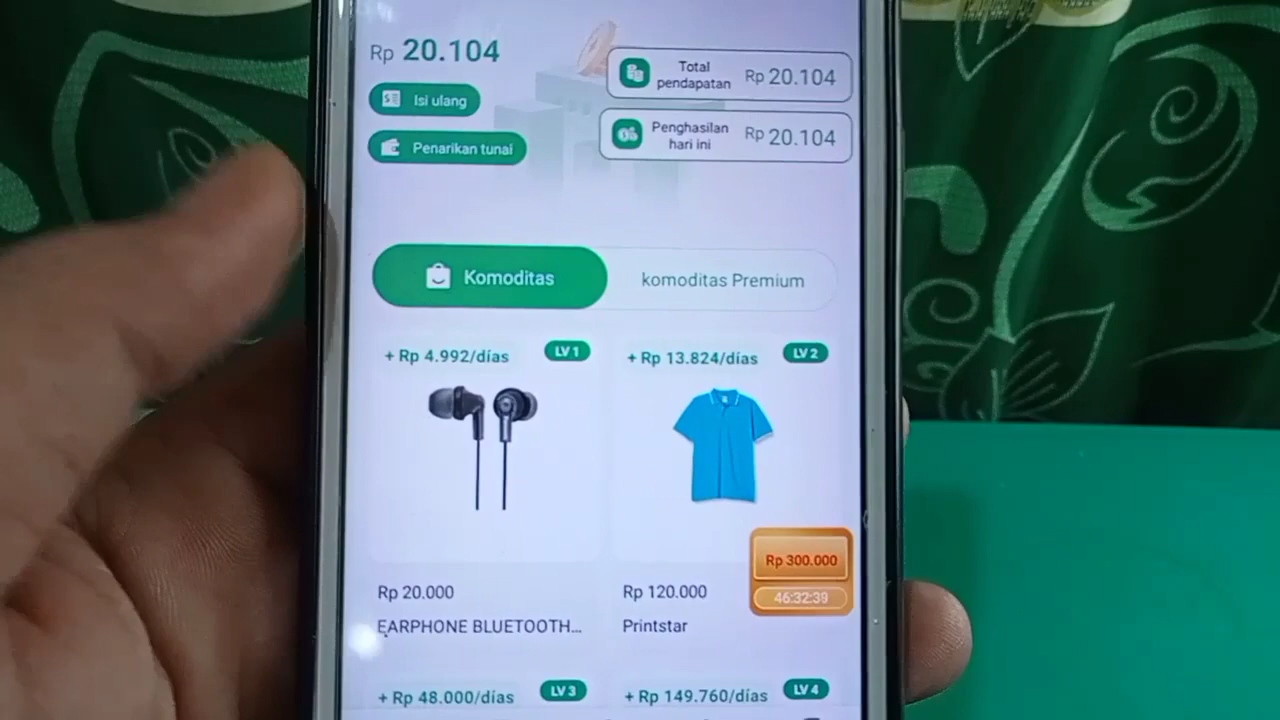 Rp 20.104
Isi ulang
Penarikan tunai
Total
pendapatan
Rp 20.104
Penghasilan
hari ini
Rp 20.104
Komoditas
komoditas Premium
+ Rp 4.992/días
LV 1
+ Rp 13.824/días
LV 2
Rp 300.000
46:32:39
Rp 20.000
EARPHONE BLUETOOTH...
Rp 120.000
Printstar
+ Rp 48.000/días
LV 3
+ Rp 149.760/días
LV 4